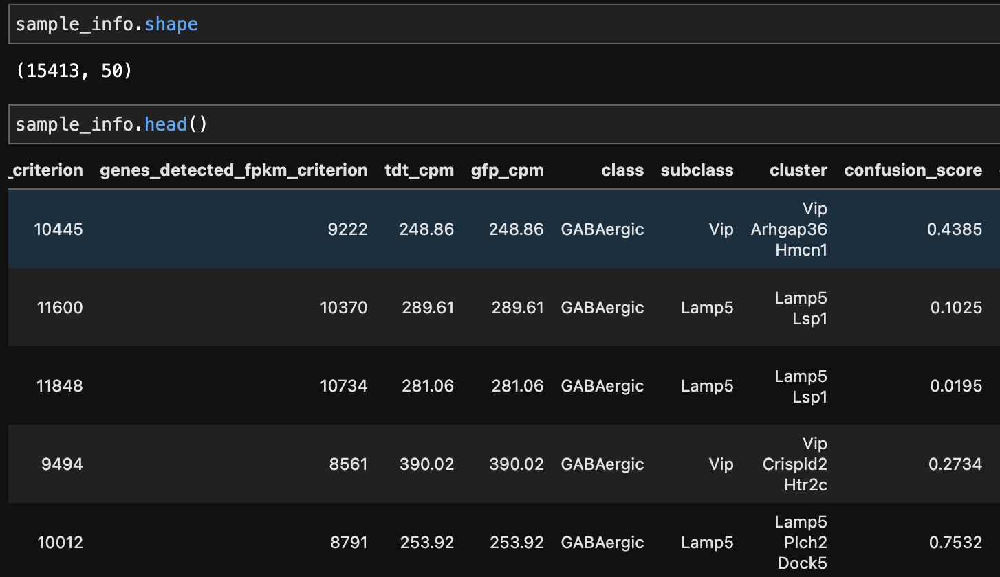 sample_info.shape
(15413, 50)
sample_info.head()
_criterion genes_detected_fpkm_criterion tdt_cpm gfp_cpm class subclass cluster confusion_score
10445 9222 248.86 248.86 GABAergic Vip Vip Arhgap36 Hmcn1 0.4385
11600 10370 289.61 289.61 GABAergic Lamp5 Lamp5 Lsp1 0.1025
11848 10734 281.06 281.06 GABAergic Lamp5 Lamp5 Lsp1 0.0195
9494 8561 390.02 390.02 GABAergic Vip Vip Crispld2 Htr2c 0.2734
10012 8791 253.92 253.92 GABAergic Lamp5 Lamp5 Plch2 Dock5 0.7532